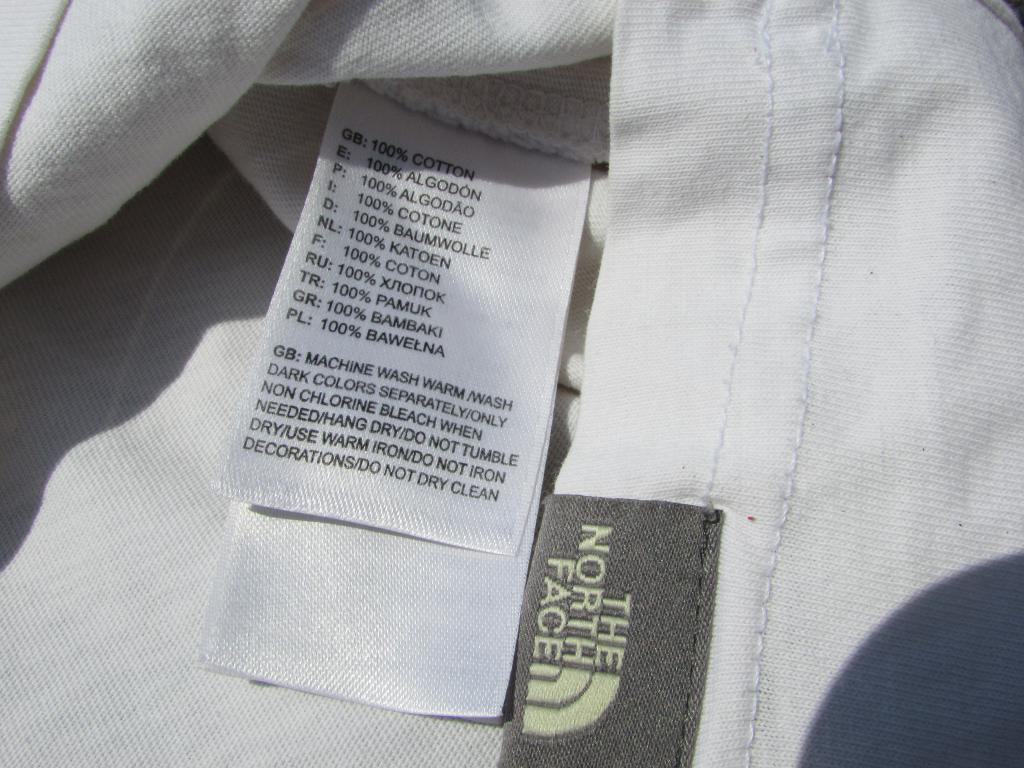 GB: 100% COTTON
E: 100% ALGODÓN
P: 100% ALGODÃO
I: 100% COTONE
D: 100% BAUMWOLLE
NL: 100% KATOEN
F: 100% COTON
RU: 100% ХЛОПОК
TR: 100% PAMUK
GR: 100% BAMBAKI
PL: 100% BAWEŁNA
GB: MACHINE WASH WARM /WASH
DARK COLORS SEPARATELY/ONLY
NON CHLORINE BLEACH WHEN
NEEDED/HANG DRY/DO NOT TUMBLE
DRY/USE WARM IRON/DO NOT IRON
DECORATIONS/DO NOT DRY CLEAN
THE
NORTH
FACE